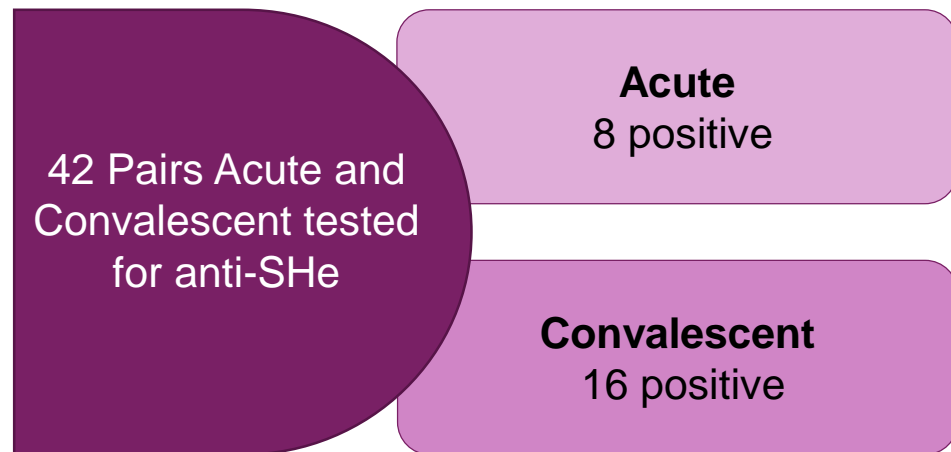 42 Pairs Acute and
Convalescent tested
for anti-SHe
Acute
8 positive
Convalescent
16 positive